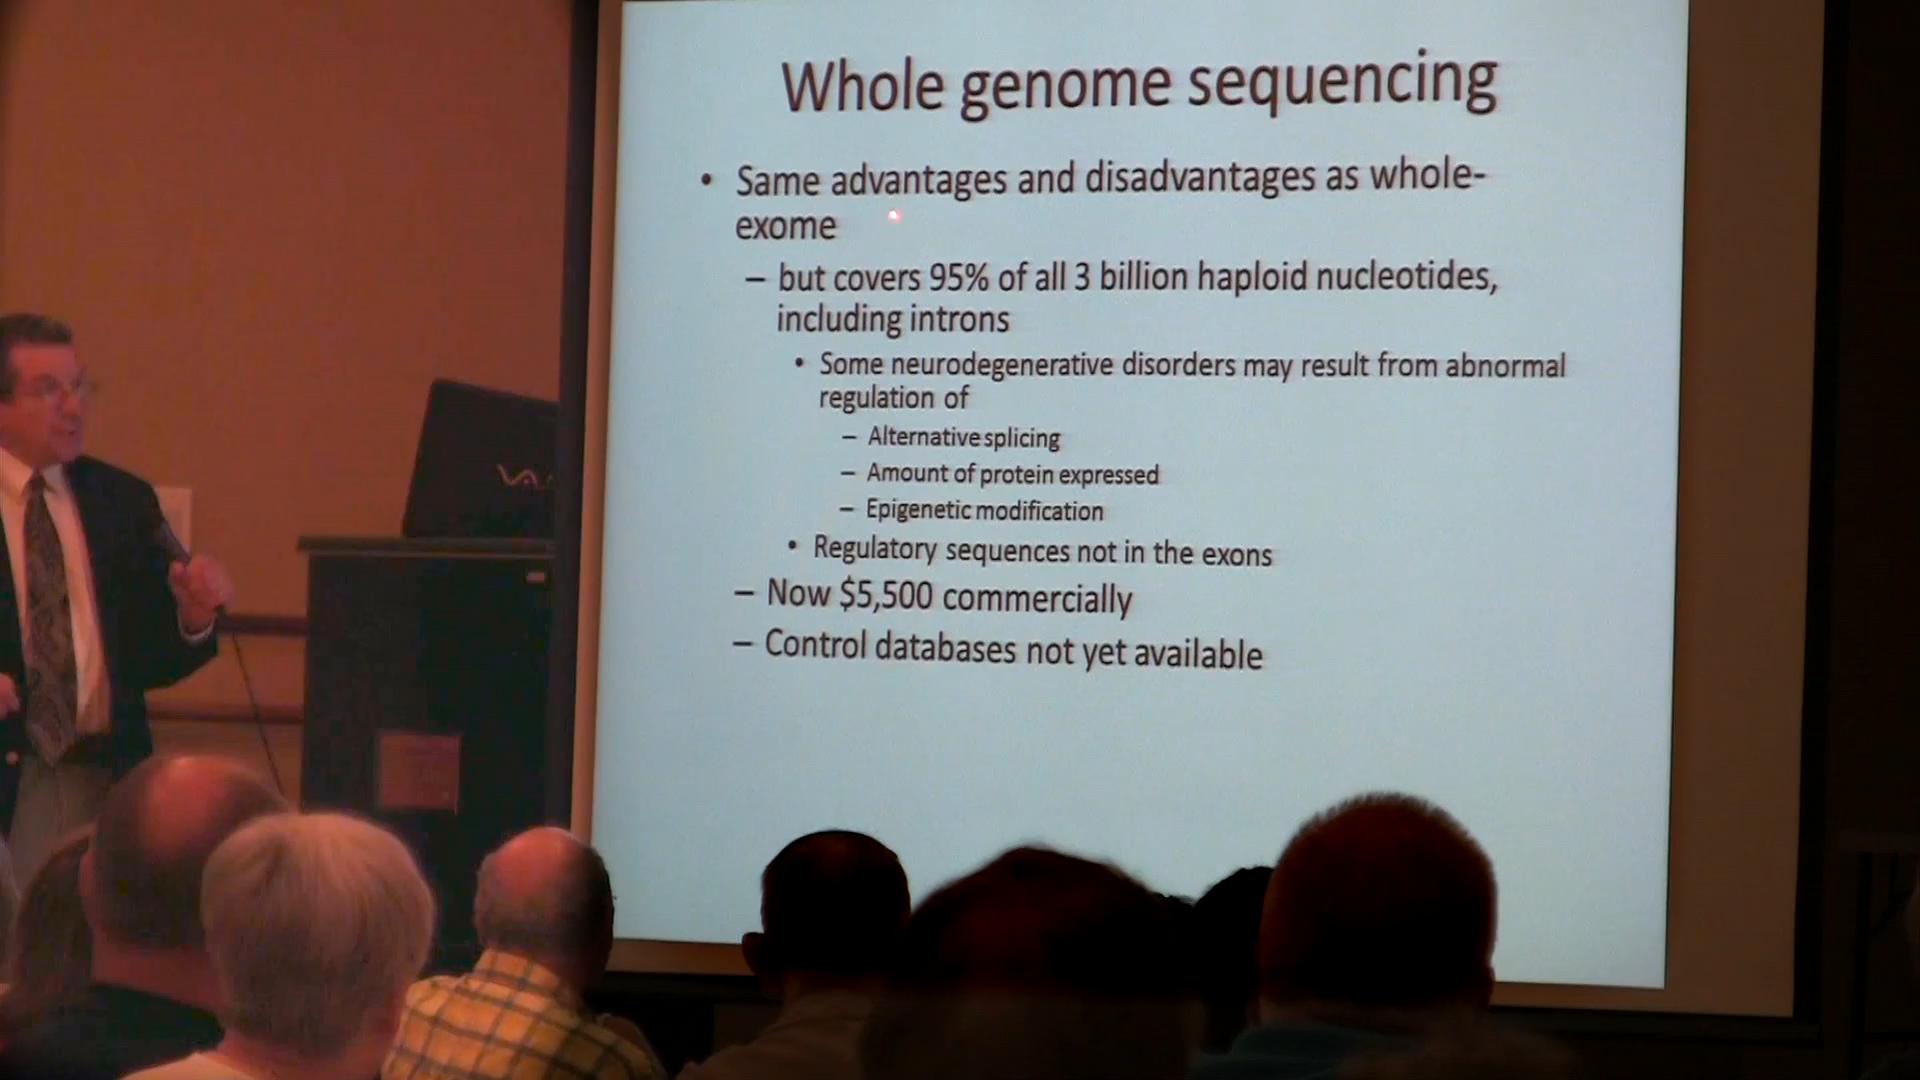 Whole genome sequencing
• Same advantages and disadvantages as whole-
exome
– but covers 95% of all 3 billion haploid nucleotides,
including introns
• Some neurodegenerative disorders may result from abnormal
regulation of
– Alternative splicing
– Amount of protein expressed
– Epigenetic modification
• Regulatory sequences not in the exons
– Now $5,500 commercially
– Control databases not yet available